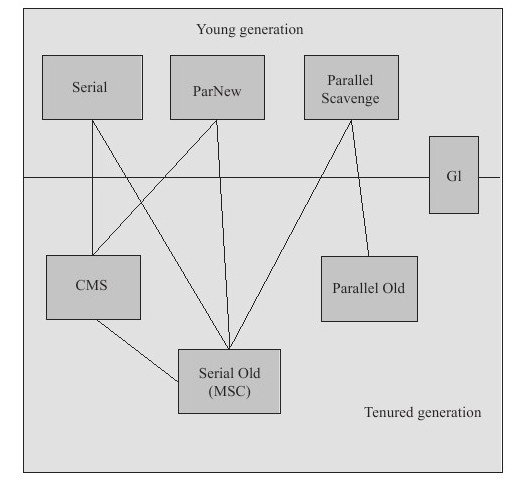 Young generation
Serial
ParNew
Parallel
Scavenge
Gl
CMS
Parallel Old
Serial Old
(MSC)
Tenured generation